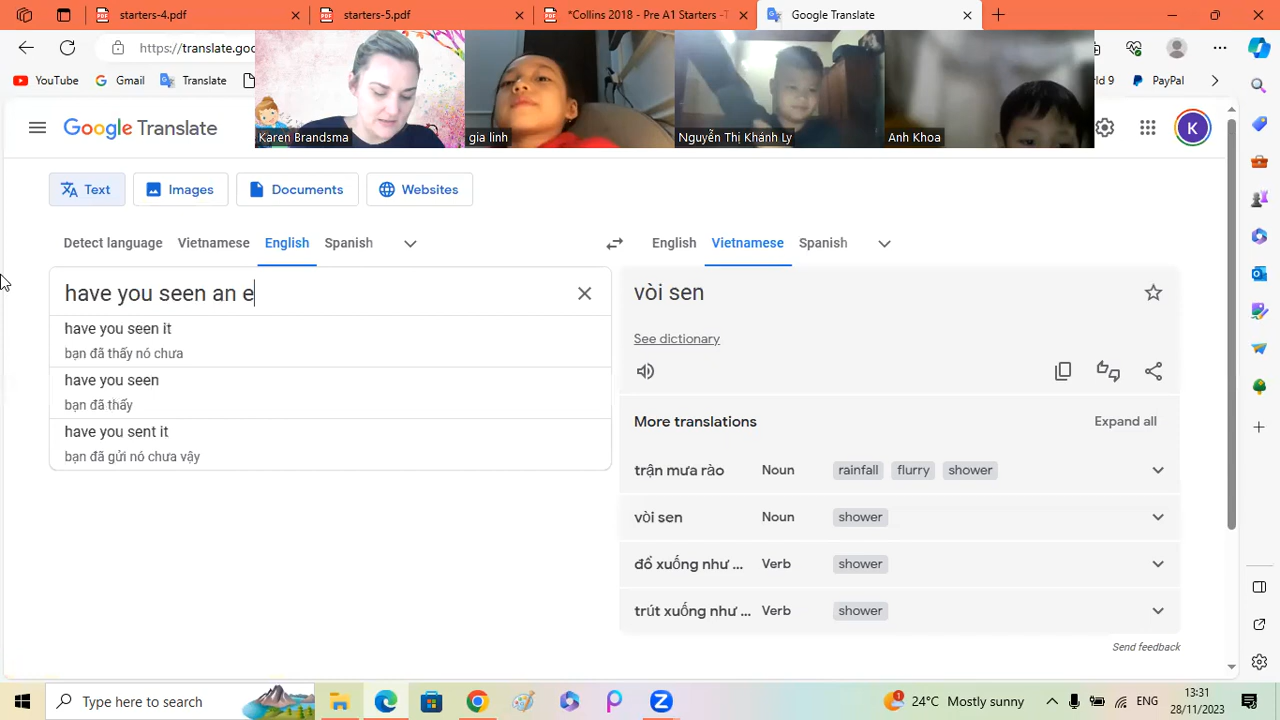 starters-4.pdf
starters-5.pdf
*Collins 2018 - Pre A1 Starters - T
Google Translate
https://translate.goo
YouTube
Gmail
Translate
ld 9
PayPal
Karen Brandsma
gia linh
Nguyễn Thị Khánh Ly
Anh Khoa
Google Translate
K
Text
Images
Documents
Websites
Detect language
Vietnamese
English
Spanish
English
Vietnamese
Spanish
have you seen an e
vòi sen
have you seen it
bạn đã thấy nó chưa
have you seen
bạn đã thấy
have you sent it
bạn đã gửi nó chưa vậy
See dictionary
More translations
Expand all
trận mưa rào Noun rainfall flurry shower
vòi sen Noun shower
đổ xuống như ... Verb shower
trút xuống như ... Verb shower
Send feedback
Type here to search
1
24°C Mostly sunny
ENG
13:31
28/11/2023